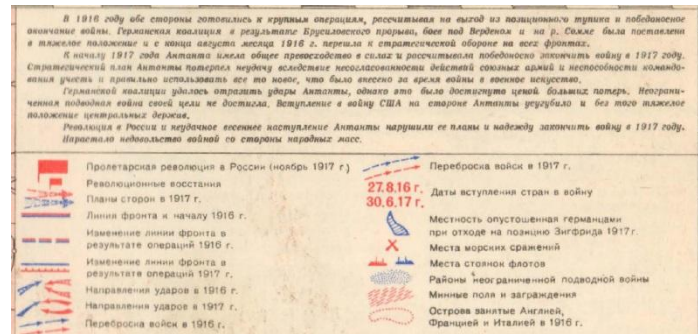 В 1916 году обе стороны готовились к крупным операциям, рассчитывая на выход из позиционного тупика и победоносное
окончание войны. Германская коалиция в результате Брусиловского прорыва, боев под Верденом и на р. Сомме была поставлена
в тяжелое положение и с конца августа месяца 1916 г. перешла к стратегической обороне на всех фронтах.
К началу 1917 года Антанта имела общее превосходство в силах и рассчитывала победоносно закончить войну в 1917 году.
Стратегический план Антанты потерпел неудачу вследствие несогласованности действий союзных армий и неспособности командо-
вания учесть и правильно использовать все то новое, что было внесено за время войны в военное искусство.
Германской коалиции удалось отразить удары Антанты, однако это было достигнуто ценой больших потерь. Неограни-
ченная подводная война своей цели не достигла. Вступление в войну США на стороне Антанты усугубило и без того тяжелое
положение центральных держав.
Революция в России и неудачное весеннее наступление Антанты нарушили ее планы и надежду закончить войну в 1917 году.
Нарастало недовольство войной со стороны народных масс.
Пролетарская революция в России (ноябрь 1917 г.)
Революционные восстания
Планы сторон в 1917 г.
Линия фронта к началу 1916 г.
Изменение линии фронта в
результате операций 1916 г.
Изменение линии фронта в
результате операций 1917 г.
Направления ударов в 1916 г.
Направления ударов в 1917 г.
Переброска войск в 1916 г.
Переброска войск в 1917 г.
27.8.16 г.
30.6.17 г.
Даты вступления стран в войну
Местность опустошенная германцами
при отходе на позицию Зигфрида 1917г.
Места морских сражений
Места стоянок флотов
Районы неограниченной подводной войны
Минные поля и заграждения
Острова занятые Англией,
Францией и Италией в 1916 г.